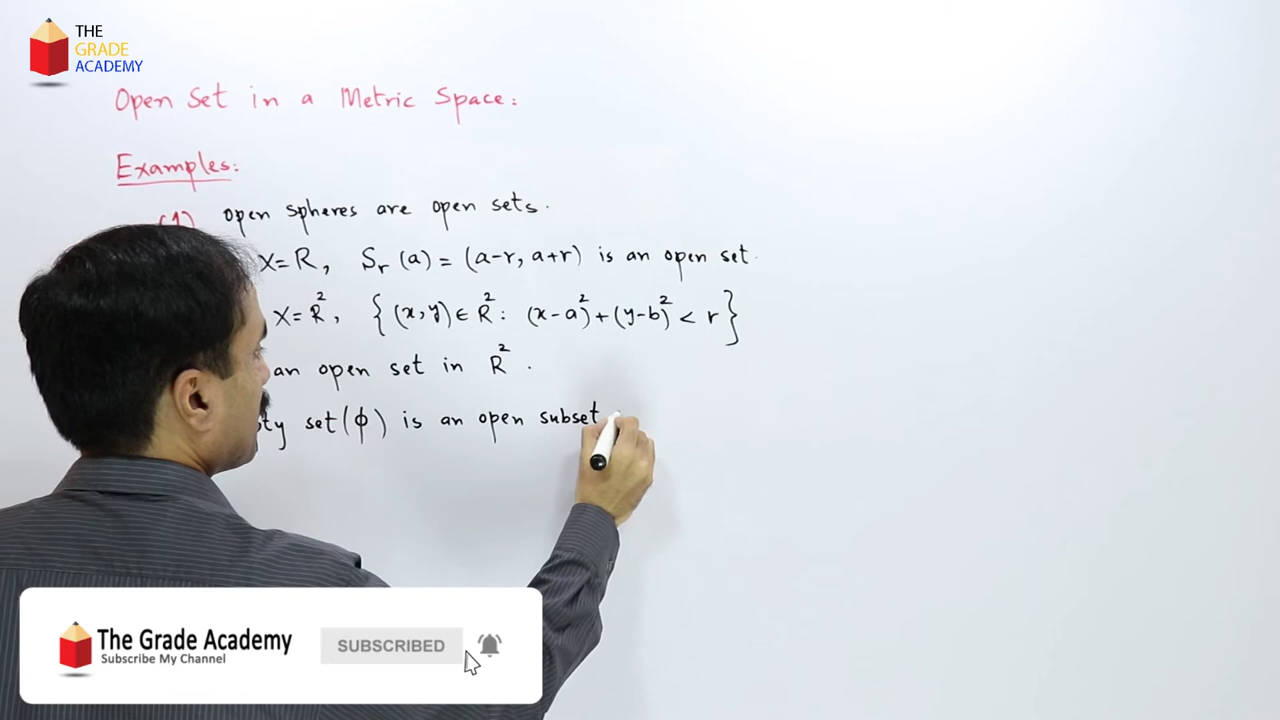 THE
GRADE
ACADEMY
Open Set in a Metric Space:
Examples:
(1) open spheres are open sets.
X=R, Sr (a) = (a-r, a+r) is an open set.
X=R², {(x,y) ∈ R² : (x-a)²+(y-b)² < r}
an open set in R².
set(ϕ) is an open subset
The Grade Academy
Subscribe My Channel
SUBSCRIBED